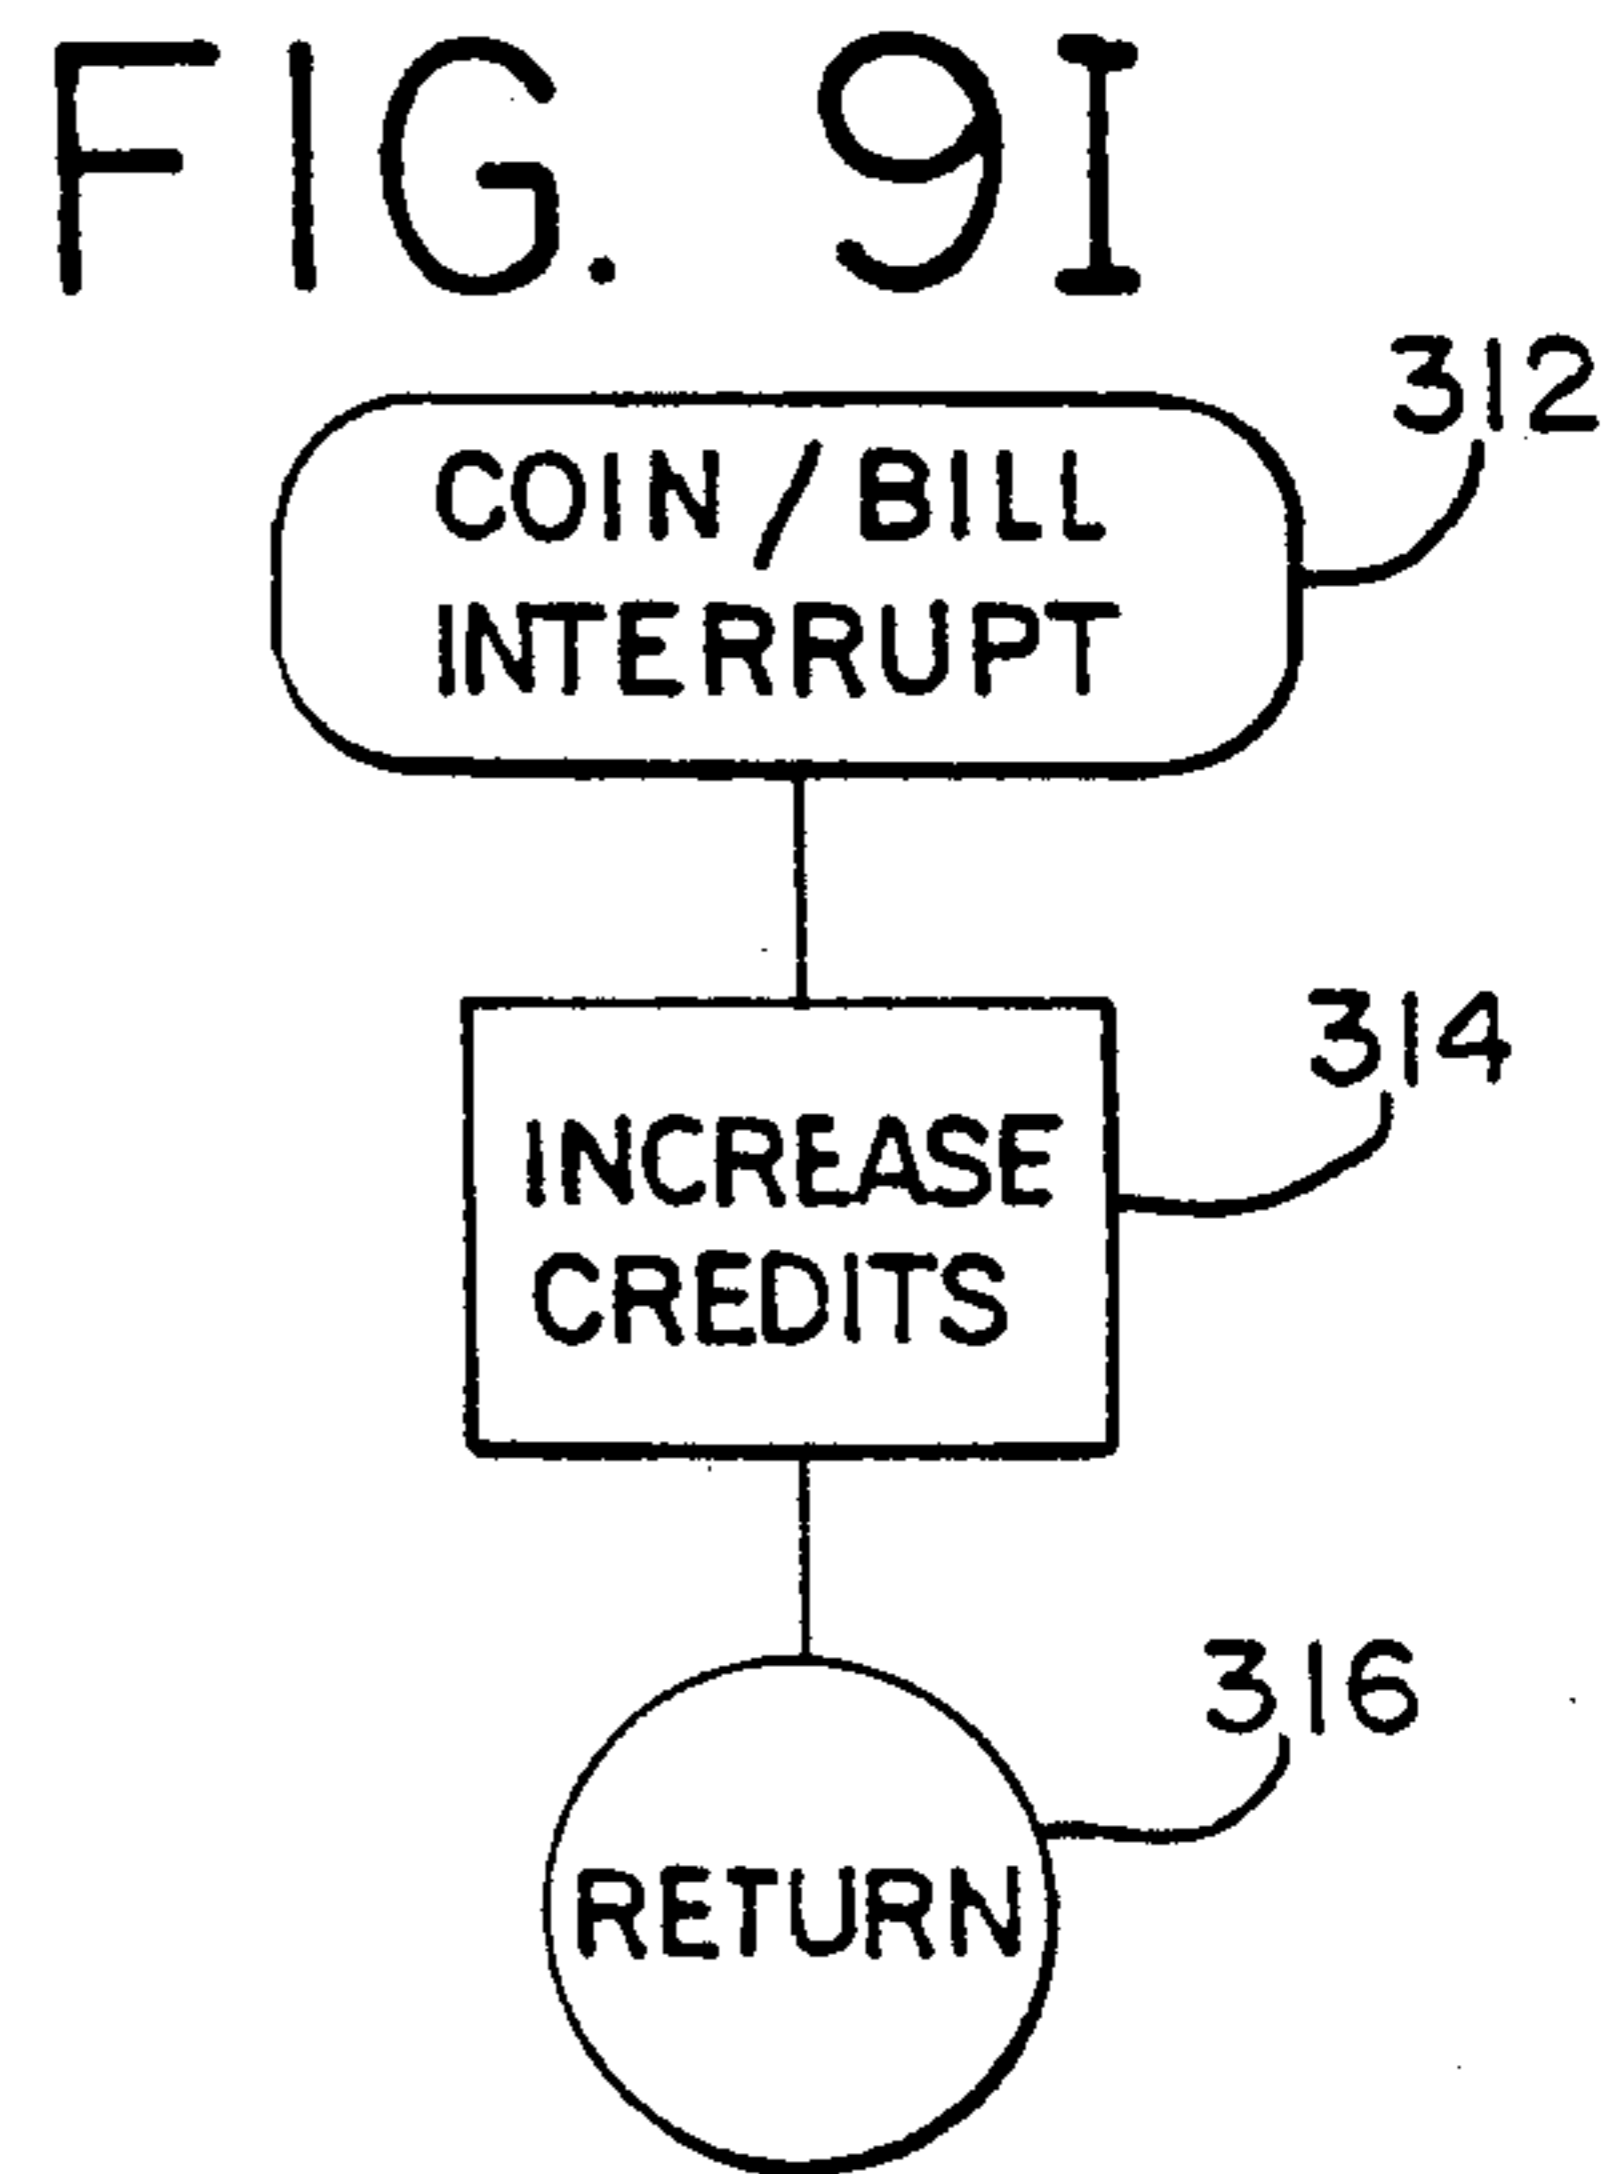 FIG. 9I
312
COIN/BILL
INTERRUPT
314
INCREASE
CREDITS
316
RETURN